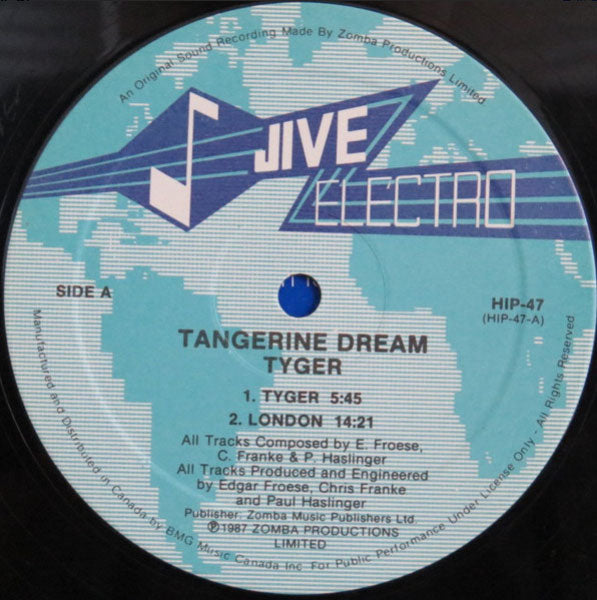 An Original Sound Recording Made By Zomba Productions Limited.
JIVE
ELECTRO
SIDE A
HIP-47
(HIP-47-A)
TANGERINE DREAM
TYGER
1. TYGER 5:45
2. LONDON 14:21
All Tracks Composed by E. Froese,
C. Franke & P. Haslinger
All Tracks Produced and Engineered
by Edgar Froese, Chris Franke
and Paul Haslinger
Publisher: Zomba Music Publishers Ltd.
℗1987 ZOMBA PRODUCTIONS
LIMITED
Manufactured and Distributed in Canada by BMG Music Canada Inc. For Public Performance Under License Only - All Rights Reserved